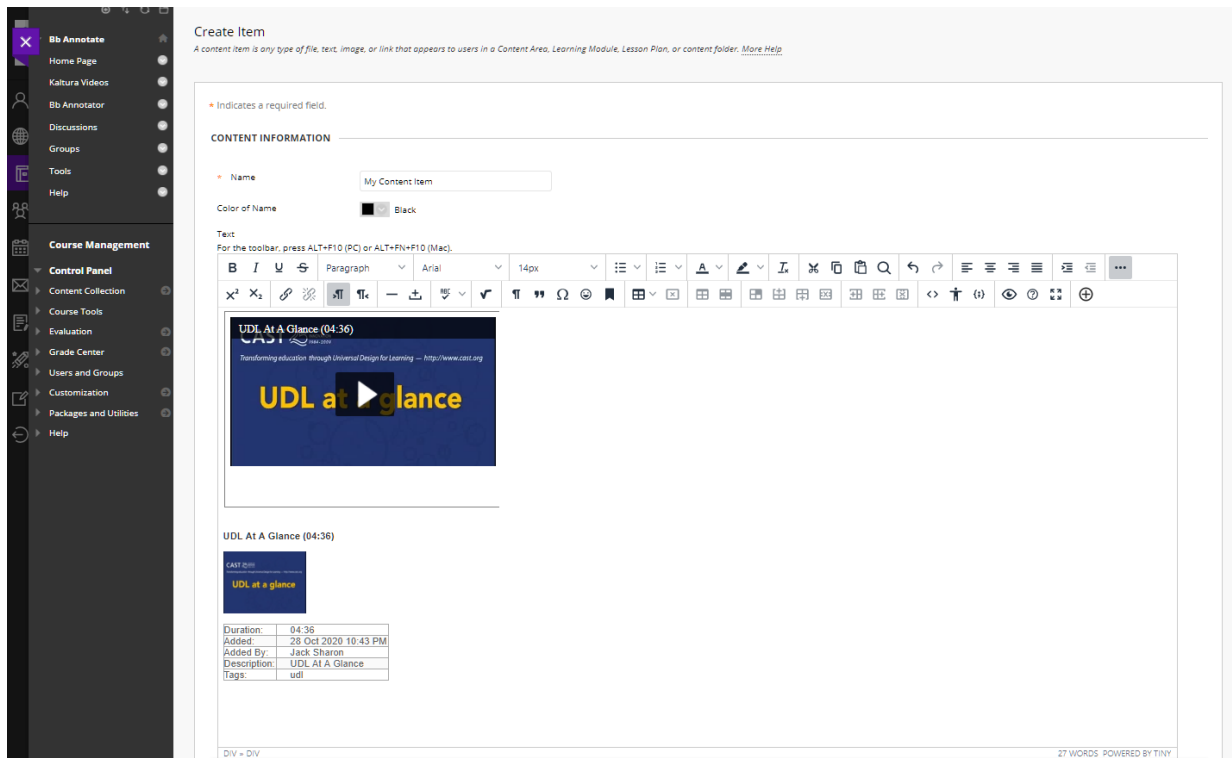 Bb Annotate
Home Page
Kaltura Videos
Bb Annotator
Discussions
Groups
Tools
Help
Course Management
Control Panel
Content Collection
Course Tools
Evaluation
Grade Center
Users and Groups
Customization
Packages and Utilities
Help
Create Item
A content item is any type of file, text, image, or link that appears to users in a Content Area, Learning Module, Lesson Plan, or content folder. More Help
* Indicates a required field.
CONTENT INFORMATION
* Name My Content Item
Color of Name Black
Text
For the toolbar, press ALT+F10 (PC) or ALT+FN+F10 (Mac).
B I U S Paragraph Arial 14px
UDL At A Glance (04:36)
CAST
Transforming education through Universal Design for Learning — http://www.cast.org
UDL at a glance
UDL At A Glance (04:36)
CAST
UDL at a glance
Duration: 04:36
Added: 28 Oct 2020 10:43 PM
Added By: Jack Sharon
Description: UDL At A Glance
Tags: udl
DIV » DIV 27 WORDS POWERED BY TINY